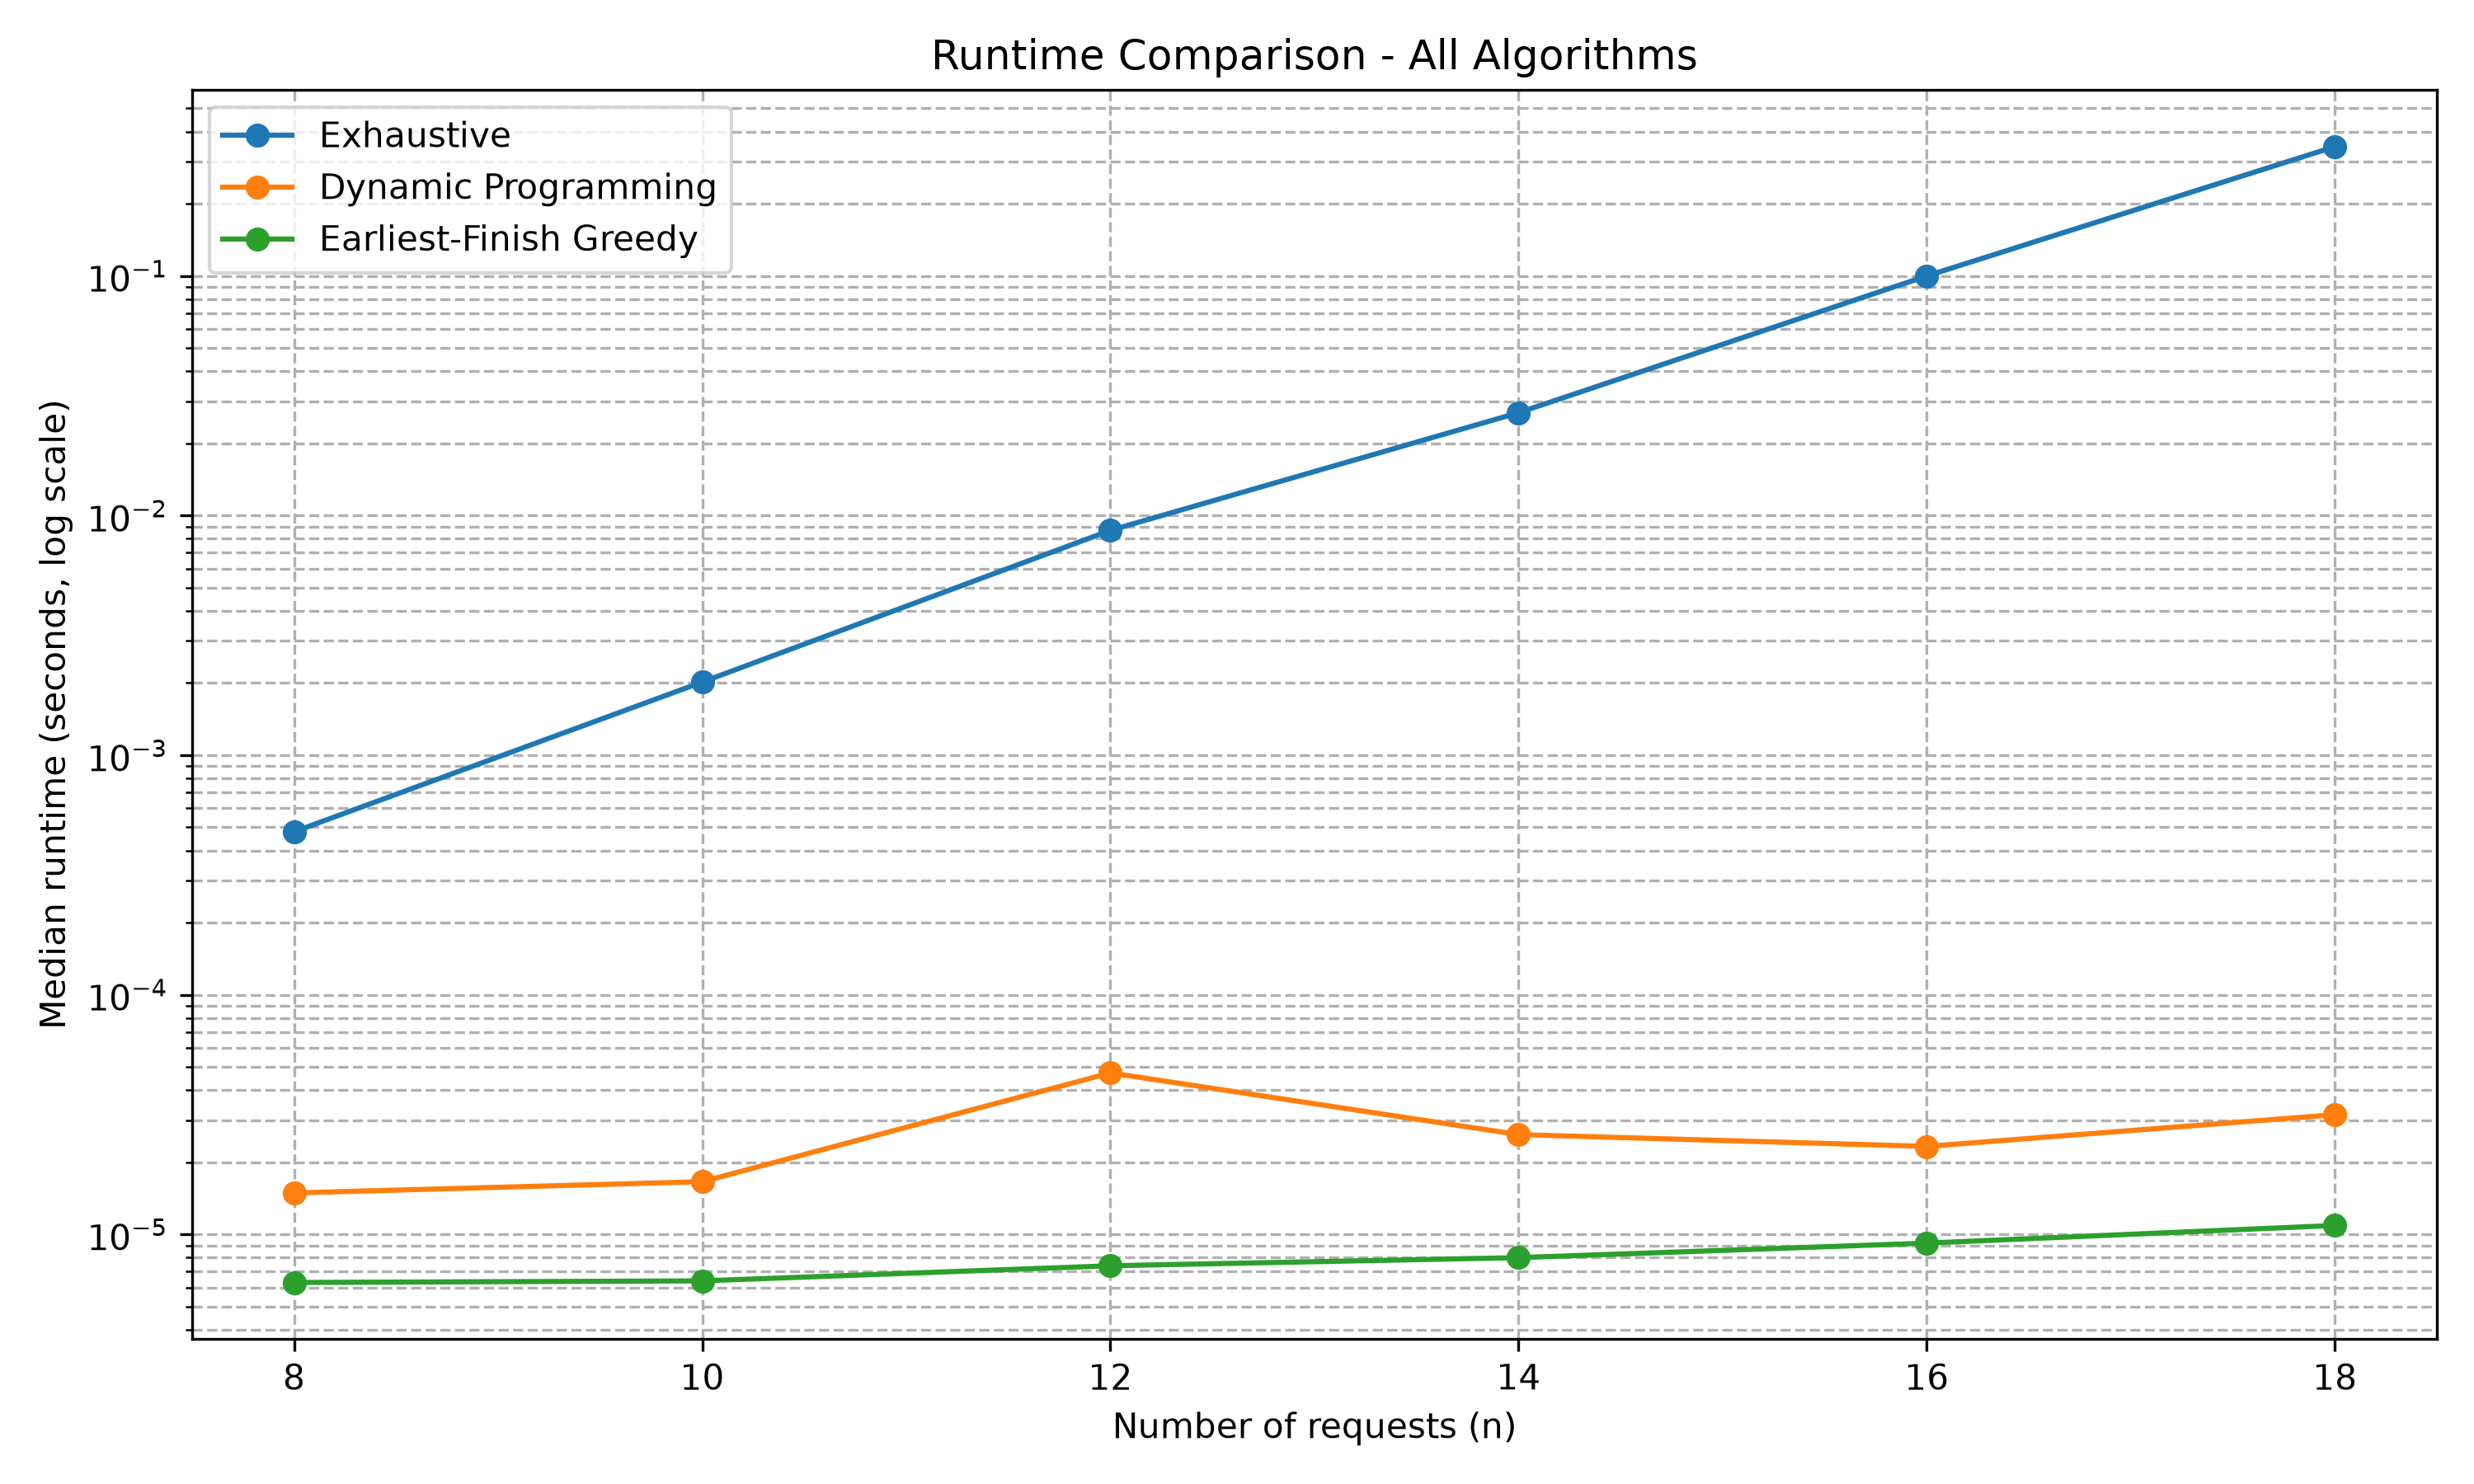 Runtime Comparison - All Algorithms
Exhaustive
Dynamic Programming
Earliest-Finish Greedy
Median runtime (seconds, log scale)
10⁻¹
10⁻²
10⁻³
10⁻⁴
10⁻⁵
8 10 12 14 16 18
Number of requests (n)